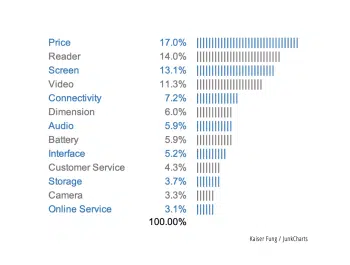 Price 17.0%
Reader 14.0%
Screen 13.1%
Video 11.3%
Connectivity 7.2%
Dimension 6.0%
Audio 5.9%
Battery 5.9%
Interface 5.2%
Customer Service 4.3%
Storage 3.7%
Camera 3.3%
Online Service 3.1%
100.00%
Kaiser Fung / JunkCharts